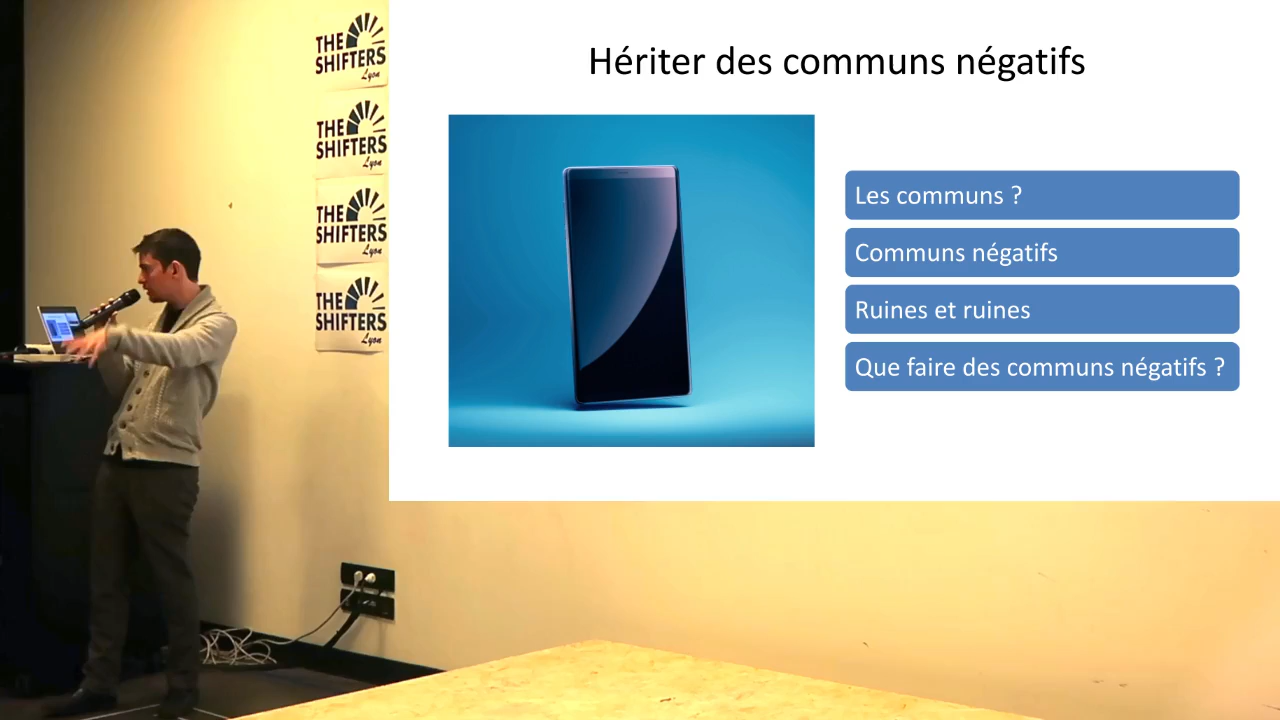 THE
SHIFTERS
Lyon
THE
SHIFTERS
Lyon
THE
SHIFTERS
Lyon
THE
SHIFTERS
Lyon
Hériter des communs négatifs
Les communs ?
Communs négatifs
Ruines et ruines
Que faire des communs négatifs ?